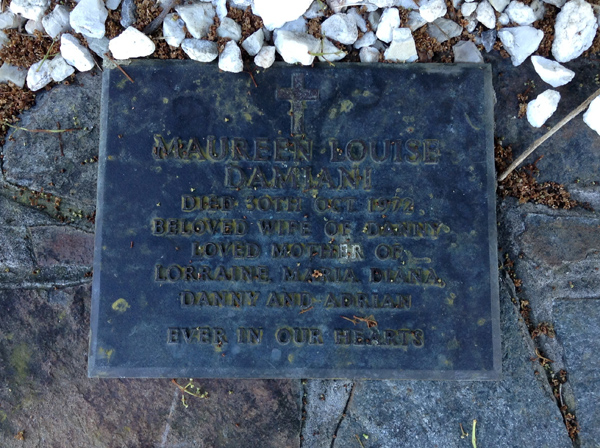 MAUREEN LOUISE
DAMIANI
DIED 30TH OCT. 1972
BELOVED WIFE OF DANNY
LOVED MOTHER OF
LORRAINE, MARIA, DIANA,
DANNY AND ADRIAN
EVER IN OUR HEARTS